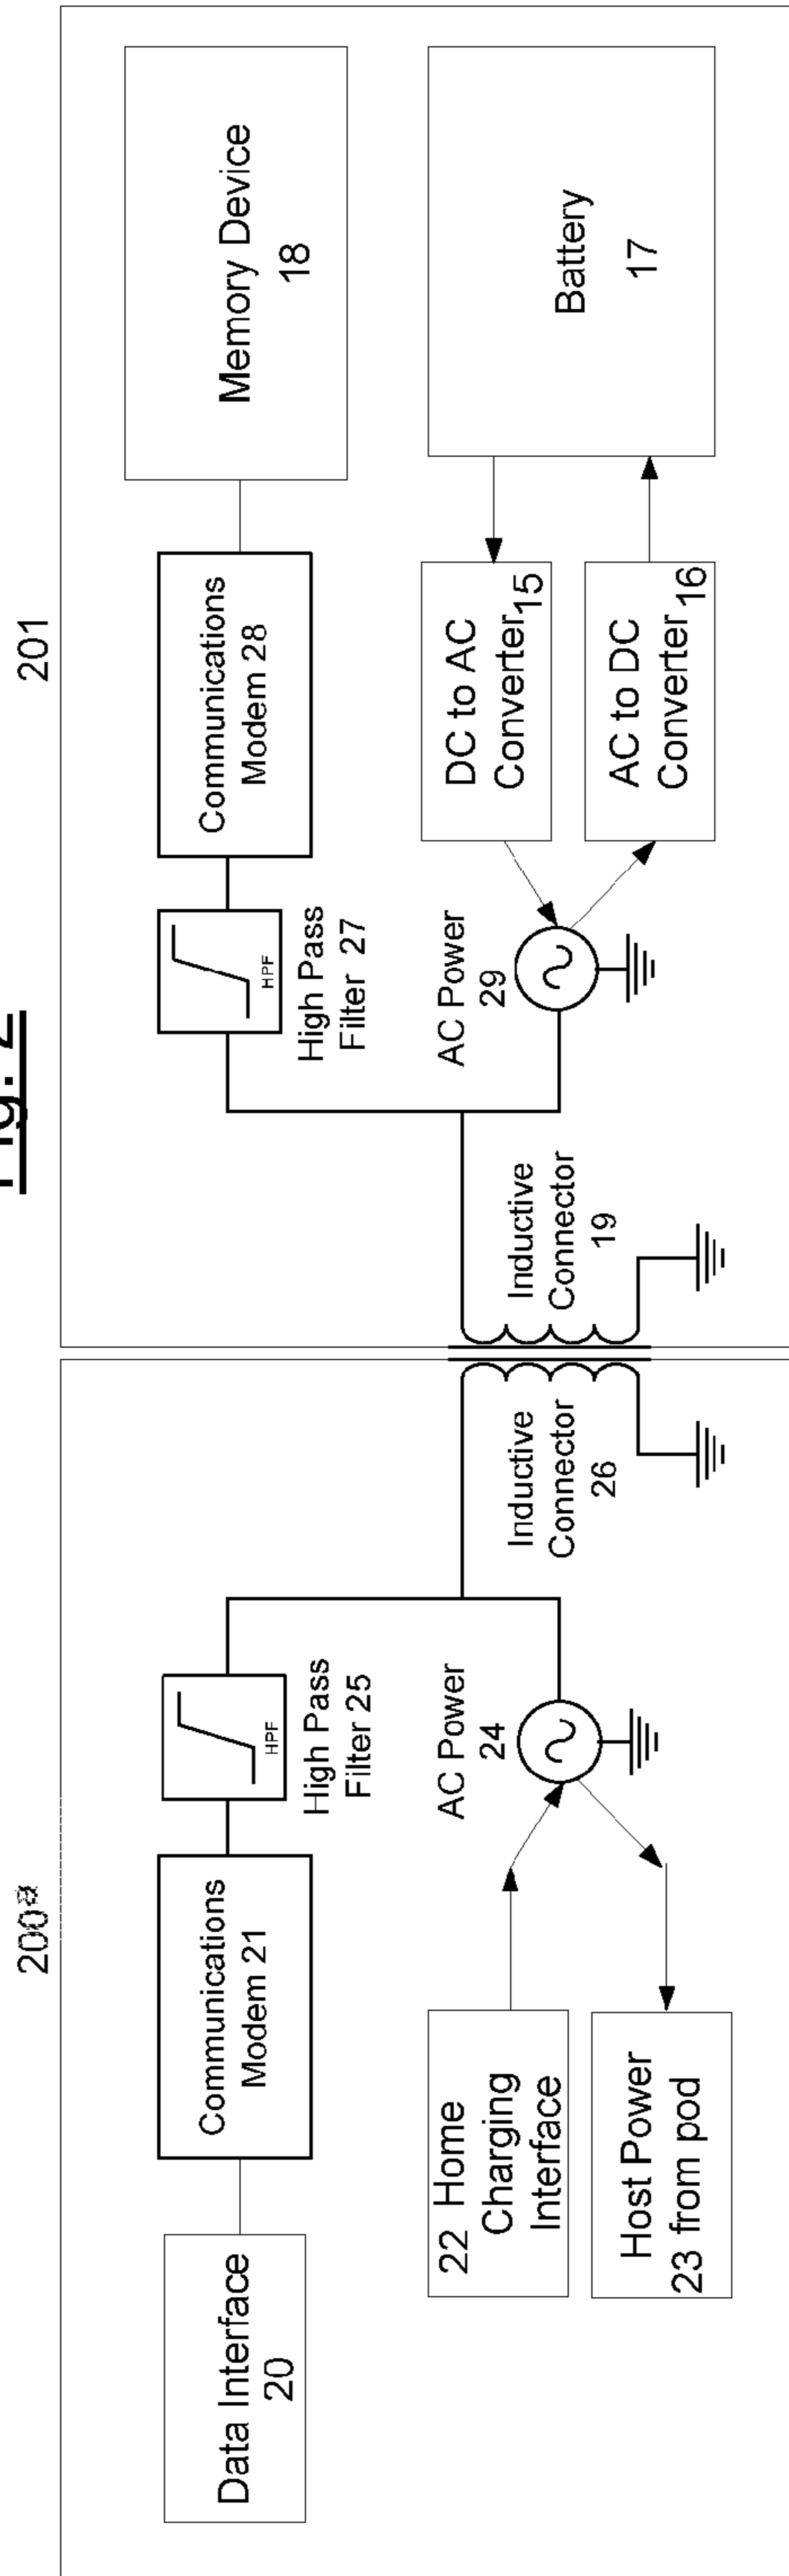 Fig. 2
200a
201
Data Interface
20
Communications
Modem 21
HPF
High Pass
Filter 25
22 Home
Charging
Interface
Host Power
23 from pod
AC Power
24
Inductive
Connector
26
Inductive
Connector
19
HPF
High Pass
Filter 27
AC Power
29
Communications
Modem 28
DC to AC
Converter 15
AC to DC
Converter 16
Memory Device
18
Battery
17